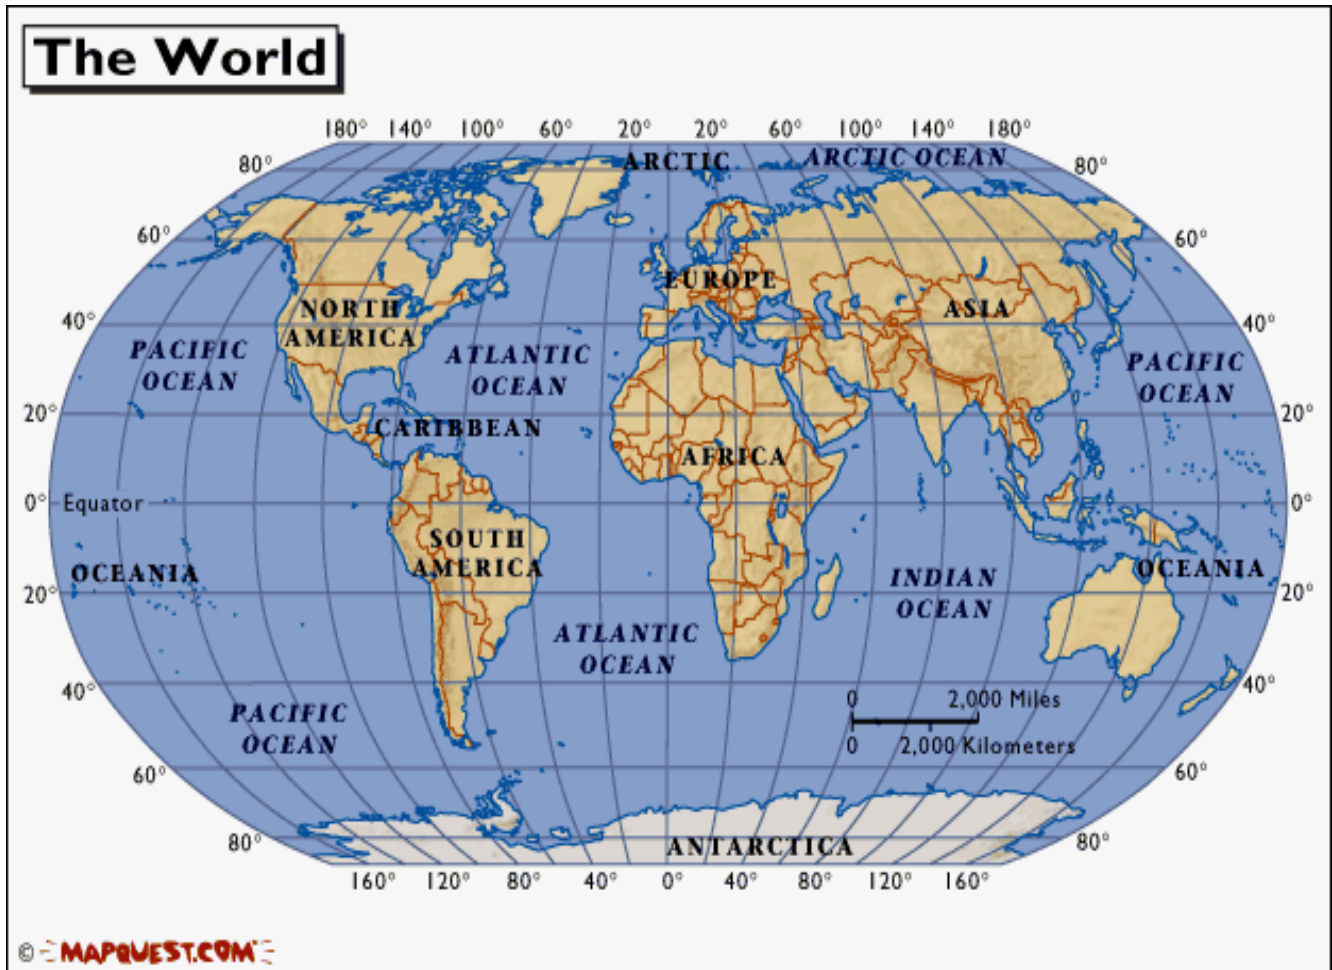 The World
180° 140° 100° 60° 20° 20° 60° 100° 140° 180°
80° ARCTIC ARCTIC OCEAN 80°
60° 60°
EUROPE
NORTH
AMERICA
ASIA
40° 40°
PACIFIC
OCEAN
ATLANTIC
OCEAN
PACIFIC
OCEAN
20° 20°
CARIBBEAN
AFRICA
0° Equator 0°
SOUTH
AMERICA
OCEANIA
OCEANIA
INDIAN
OCEAN
20° 20°
ATLANTIC
OCEAN
40° 40°
PACIFIC
OCEAN
0 2,000 Miles
0 2,000 Kilometers
60° 60°
80° ANTARCTICA 80°
160° 120° 80° 40° 0° 40° 80° 120° 160°
© MAPQUEST.COM